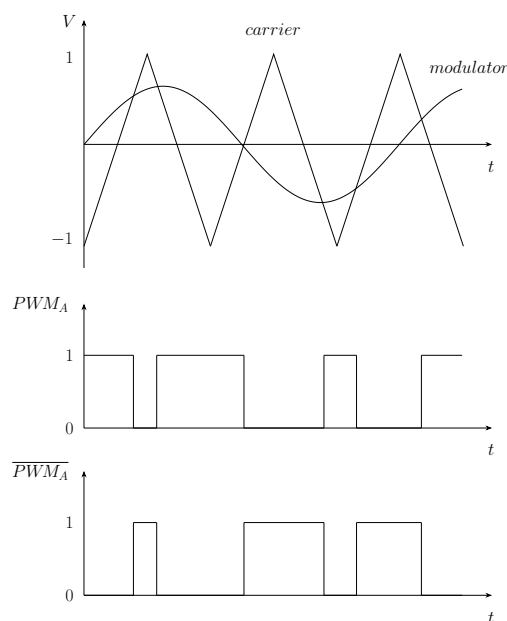 V
carrier
1
modulator
t
−1
PWM_A
1
0
t
\overline{PWM_A}
1
0
t